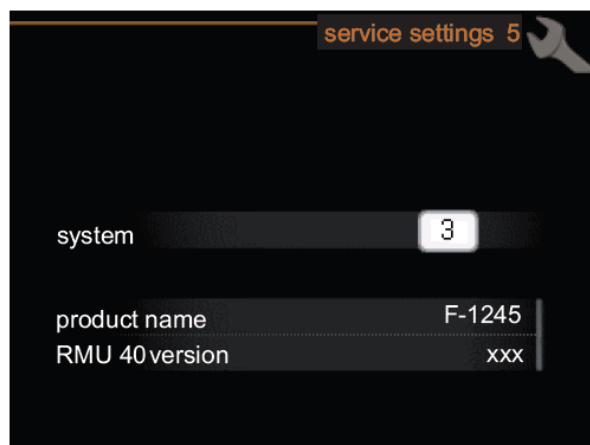 service settings 5
system 3
product name F-1245
RMU 40 version xxx